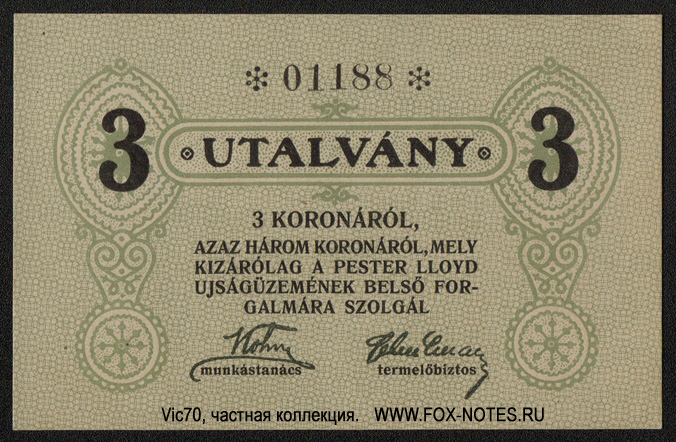 * 01188 *
3 UTALVÁNY 3
3 KORONÁRÓL,
AZAZ HÁROM KORONÁRÓL, MELY
KIZÁRÓLAG A PESTER LLOYD
UJSÁGÜZEMÉNEK BELSŐ FOR-
GALMÁRA SZOLGÁL
munkástanács termelőbiztos
Vic70, частная коллекция. WWW.FOX-NOTES.RU